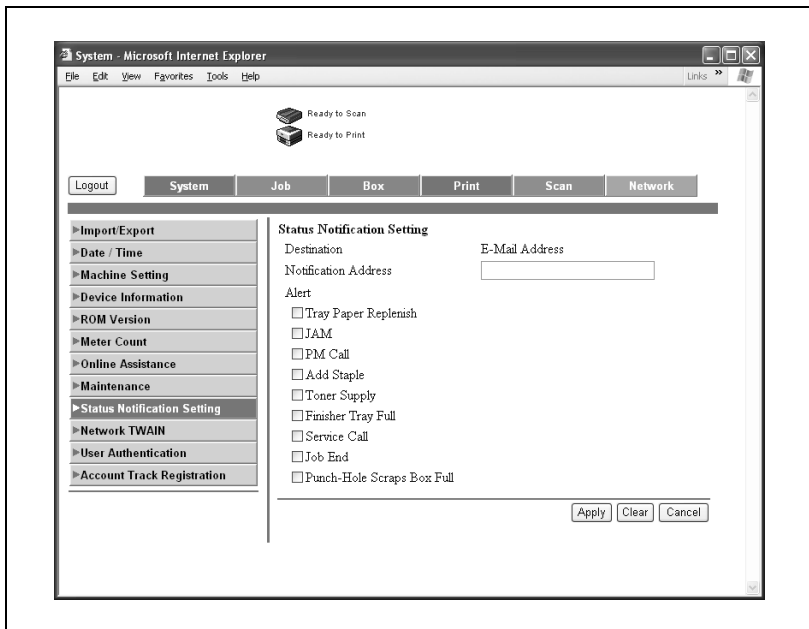 System - Microsoft Internet Explorer
File Edit View Favorites Tools Help Links »
Ready to Scan
Ready to Print
Logout System Job Box Print Scan Network
Import/Export
Date / Time
Machine Setting
Device Information
ROM Version
Meter Count
Online Assistance
Maintenance
Status Notification Setting
Network TWAIN
User Authentication
Account Track Registration
Status Notification Setting
Destination E-Mail Address
Notification Address
Alert
Tray Paper Replenish
JAM
PM Call
Add Staple
Toner Supply
Finisher Tray Full
Service Call
Job End
Punch-Hole Scraps Box Full
Apply Clear Cancel